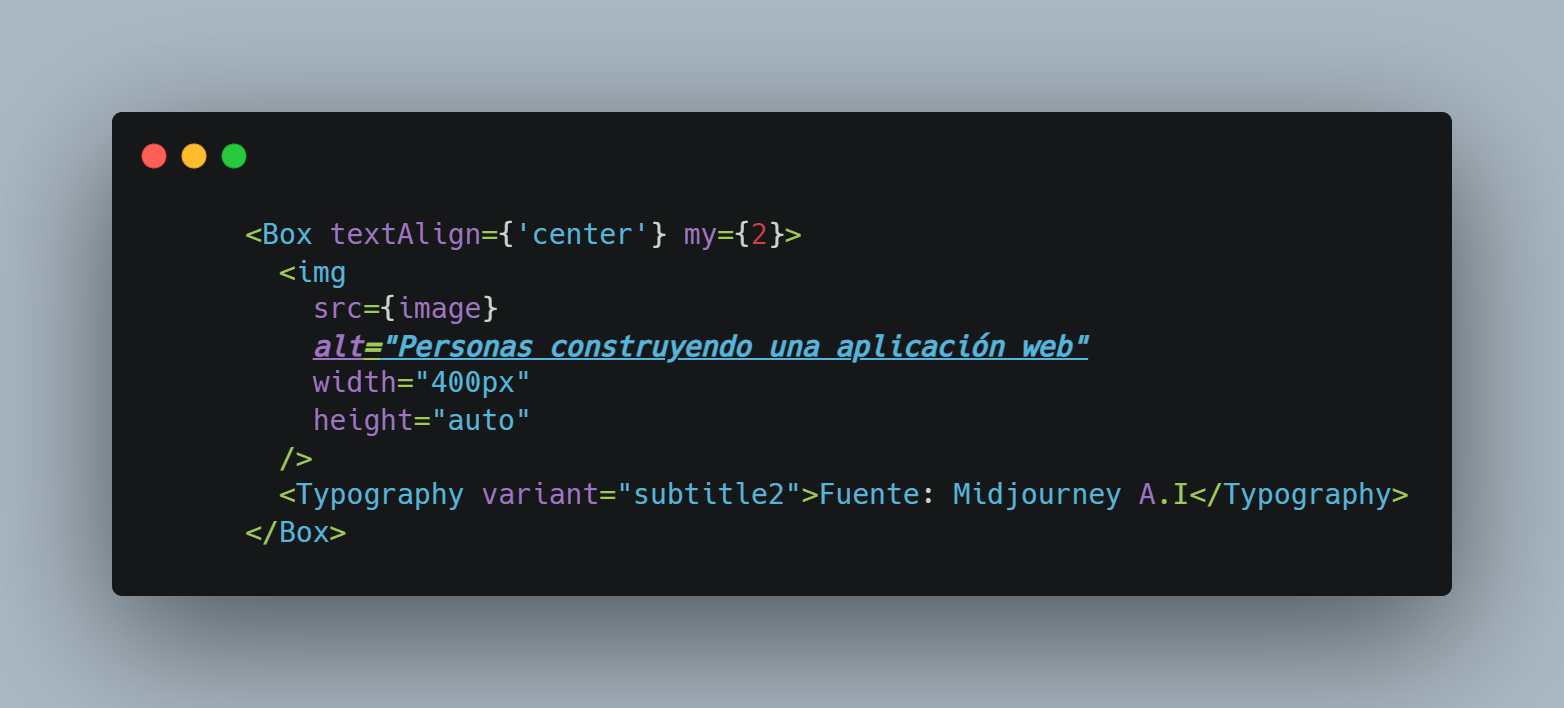 <Box textAlign={'center'} my={2}>
<img
src={image}
alt="Personas construyendo una aplicación web"
width="400px"
height="auto"
/>
<Typography variant="subtitle2">Fuente: Midjourney A.I</Typography>
</Box>